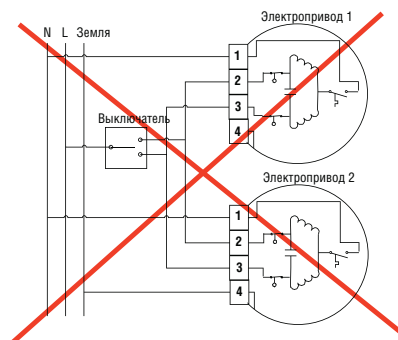 Электропривод 1
N L Земля
1
2
3
4
Выключатель
Электропривод 2
1
2
3
4